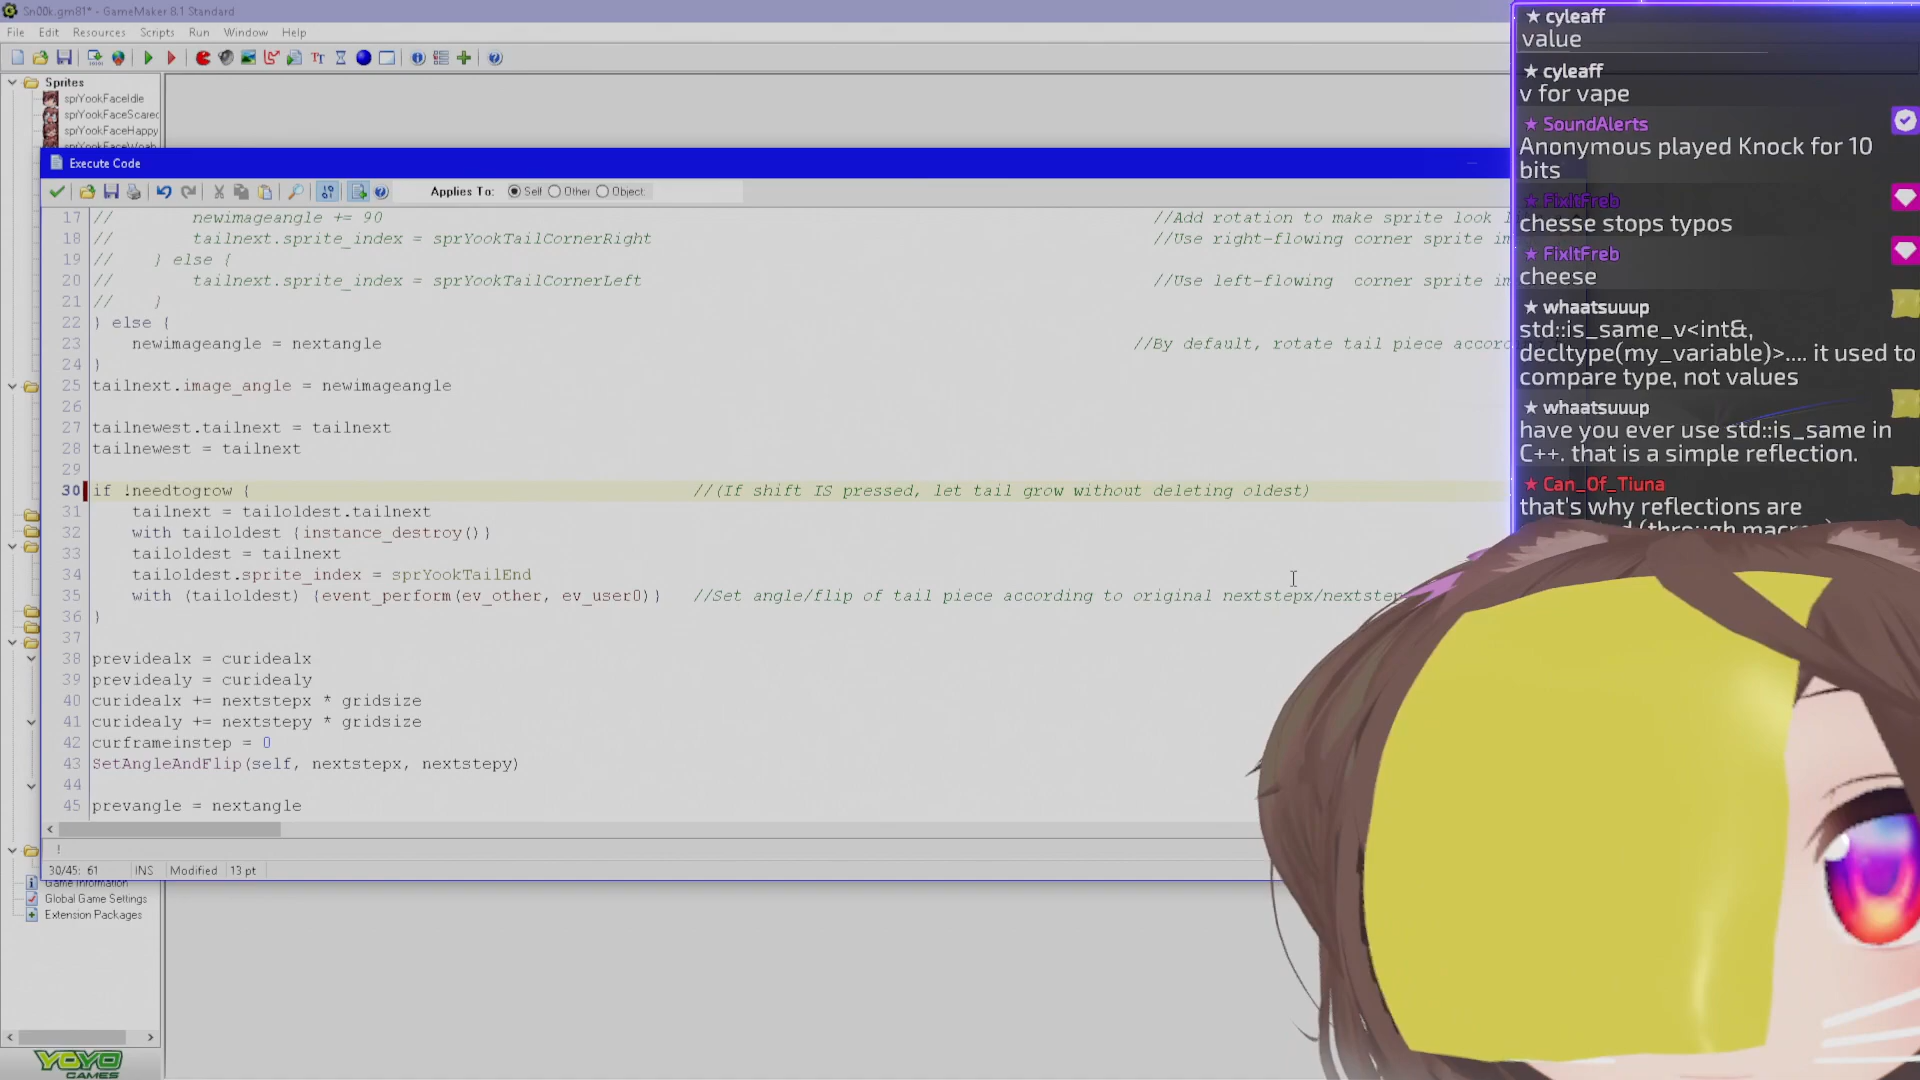 Sn00k.gm81* - GameMaker 8.1 Standard
File Edit Resources Scripts Run Window Help
Sprites
sprYookFaceIdle
sprYookFaceScared
sprYookFaceHappy
Execute Code
Applies To: Self Other Object:
17 // newimageangle += 90 //Add rotation to make sprite look
18 // tailnext.sprite_index = sprYookTailCornerRight //Use right-flowing corner sprite
19 // } else {
20 // tailnext.sprite_index = sprYookTailCornerLeft //Use left-flowing corner sprite
21 // }
22 } else {
23 newimageangle = nextangle //By default, rotate tail piece
24 }
25 tailnext.image_angle = newimageangle
26
27 tailnewest.tailnext = tailnext
28 tailnewest = tailnext
29
30 if !needtogrow { //(If shift IS pressed, let tail grow without deleting oldest)
31 tailnext = tailoldest.tailnext
32 with tailoldest {instance_destroy()}
33 tailoldest = tailnext
34 tailoldest.sprite_index = sprYookTailEnd
35 with (tailoldest) {event_perform(ev_other, ev_user0)} //Set angle/flip of tail piece according to original nextstepx/nextstep
36 }
37
38 previdealx = curidealx
39 previdealy = curidealy
40 curidealx += nextstepx * gridsize
41 curidealy += nextstepy * gridsize
42 curframeinstep = 0
43 SetAngleAndFlip(self, nextstepx, nextstepy)
44
45 prevangle = nextangle
!
30/45: 61 INS Modified 13 pt
Game Information
Global Game Settings
Extension Packages
YOYO
GAMES
cyleaff
value
cyleaff
v for vape
SoundAlerts
Anonymous played Knock for 10
bits
FixItFreb
chesse stops typos
FixItFreb
cheese
whaatsuuup
std::is_same_v<int&,
decltype(my_variable)>.... it used to
compare type, not values
whaatsuuup
have you ever use std::is_same in
C++. that is a simple reflection.
Can_Of_Tiuna
that's why reflections are
(through